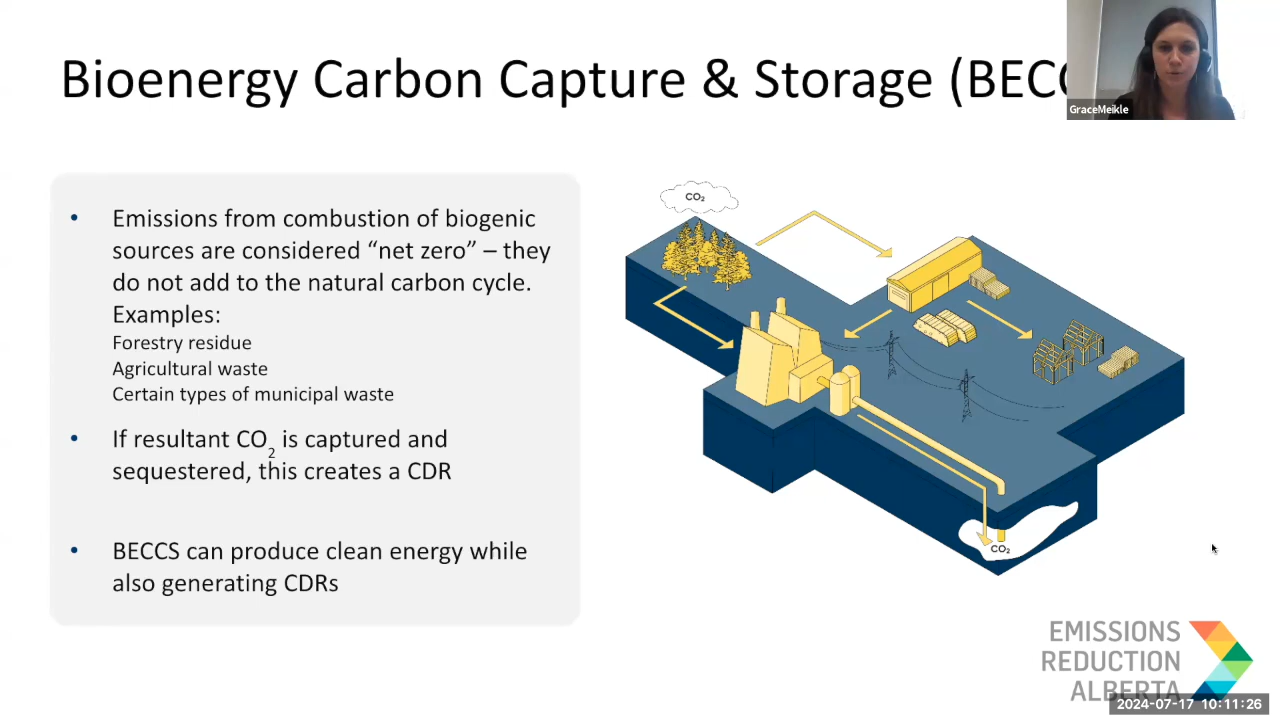 Bioenergy Carbon Capture & Storage (BECC
GraceMeikle
• Emissions from combustion of biogenic
sources are considered “net zero” – they
do not add to the natural carbon cycle.
Examples:
Forestry residue
Agricultural waste
Certain types of municipal waste
• If resultant CO₂ is captured and
sequestered, this creates a CDR
• BECCS can produce clean energy while
also generating CDRs
CO₂
CO₂
EMISSIONS
REDUCTION
ALBERTA
2024-07-17 10:11:26